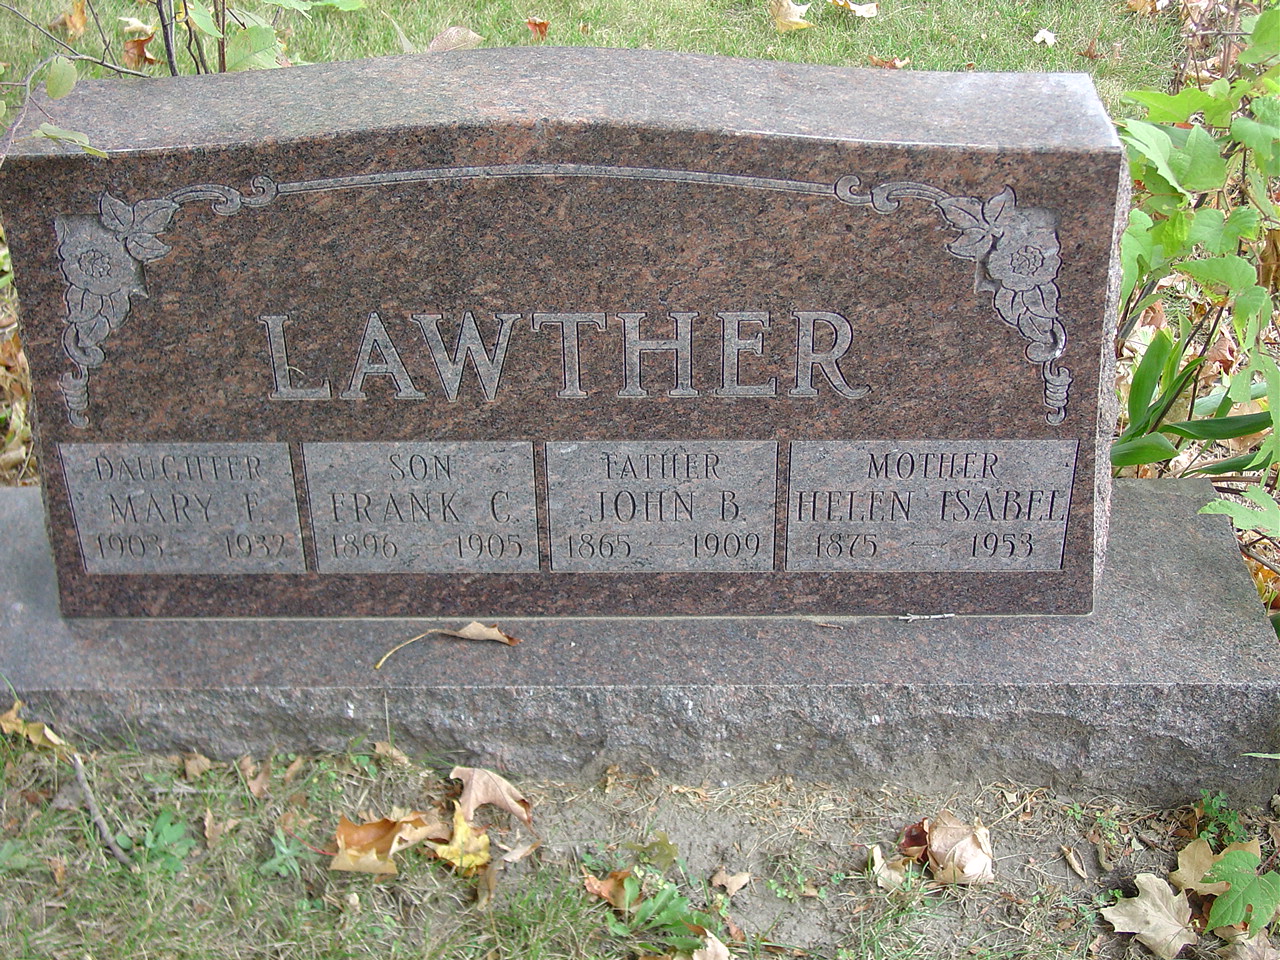 LAWTHER
DAUGHTER
MARY F.
1903 — 1932
SON
FRANK C.
1896 — 1905
FATHER
JOHN B.
1865 — 1909
MOTHER
HELEN ISABEL
1875 — 1953